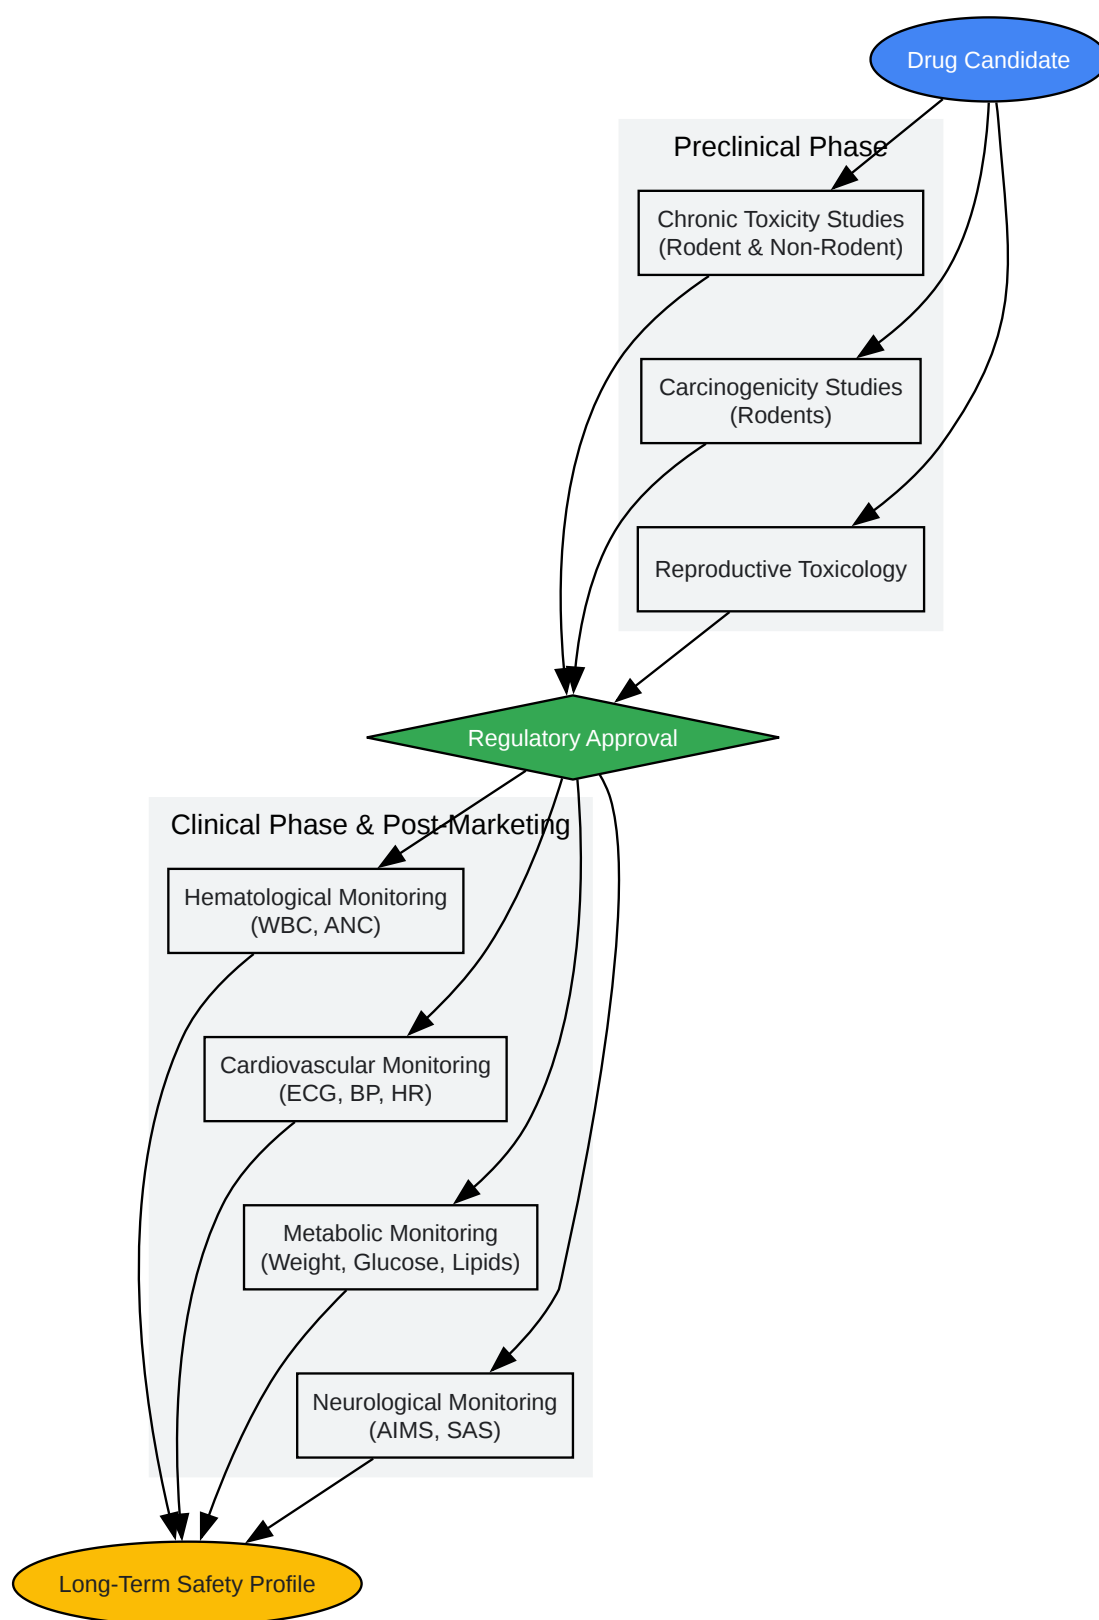 Drug Candidate
Preclinical Phase
Chronic Toxicity Studies
(Rodent & Non-Rodent)
Carcinogenicity Studies
(Rodents)
Reproductive Toxicology
Regulatory Approval
Clinical Phase & Post-Marketing
Hematological Monitoring
(WBC, ANC)
Cardiovascular Monitoring
(ECG, BP, HR)
Metabolic Monitoring
(Weight, Glucose, Lipids)
Neurological Monitoring
(AIMS, SAS)
Long-Term Safety Profile